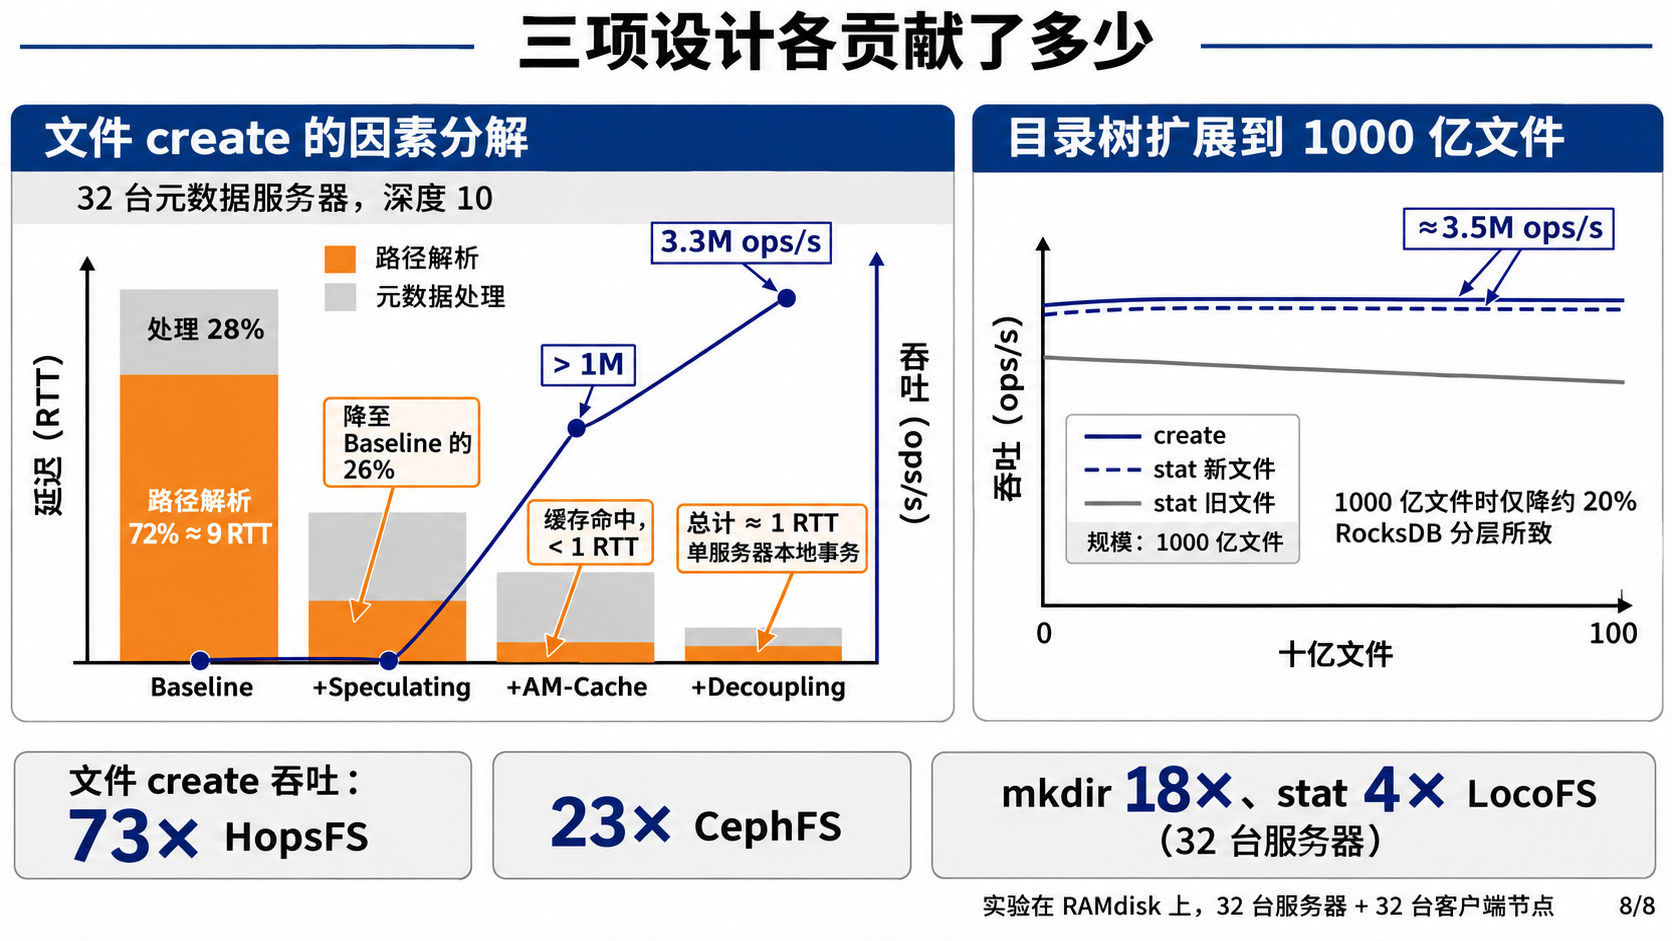 三项设计各贡献了多少
文件 create 的因素分解
32 台元数据服务器，深度 10
路径解析
元数据处理
3.3M ops/s
> 1M
处理 28%
路径解析
72% ≈ 9 RTT
降至
Baseline 的
26%
缓存命中，
< 1 RTT
总计 ≈ 1 RTT
单服务器本地事务
延迟（RTT）
吞吐（ops/s）
Baseline
+Speculating
+AM-Cache
+Decoupling
目录树扩展到 1000 亿文件
≈3.5M ops/s
吞吐（ops/s）
create
stat 新文件
stat 旧文件
规模：1000 亿文件
1000 亿文件时仅降约 20%
RocksDB 分层所致
0
100
十亿文件
文件 create 吞吐：
73× HopsFS
23× CephFS
mkdir 18×、stat 4× LocoFS
（32 台服务器）
实验在 RAMdisk 上，32 台服务器 + 32 台客户端节点
8/8